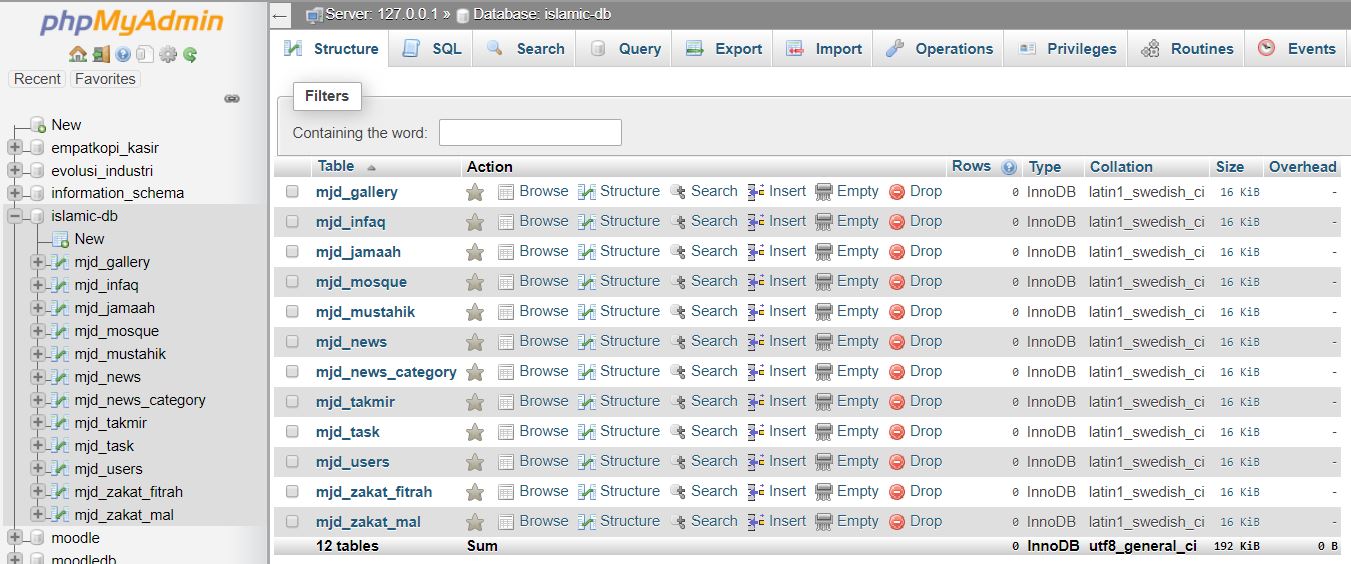 phpMyAdmin
Recent Favorites
New
empatkopi_kasir
evolusi_industri
information_schema
islamic-db
New
mjd_gallery
mjd_infaq
mjd_jamaah
mjd_mosque
mjd_mustahik
mjd_news
mjd_news_category
mjd_takmir
mjd_task
mjd_users
mjd_zakat_fitrah
mjd_zakat_mal
moodle
moodledb
Server: 127.0.0.1 » Database: islamic-db
Structure SQL Search Query Export Import Operations Privileges Routines Events
Filters
Containing the word:
Table Action Rows Type Collation Size Overhead
mjd_gallery Browse Structure Search Insert Empty Drop 0 InnoDB latin1_swedish_ci 16 KiB -
mjd_infaq Browse Structure Search Insert Empty Drop 0 InnoDB latin1_swedish_ci 16 KiB -
mjd_jamaah Browse Structure Search Insert Empty Drop 0 InnoDB latin1_swedish_ci 16 KiB -
mjd_mosque Browse Structure Search Insert Empty Drop 0 InnoDB latin1_swedish_ci 16 KiB -
mjd_mustahik Browse Structure Search Insert Empty Drop 0 InnoDB latin1_swedish_ci 16 KiB -
mjd_news Browse Structure Search Insert Empty Drop 0 InnoDB latin1_swedish_ci 16 KiB -
mjd_news_category Browse Structure Search Insert Empty Drop 0 InnoDB latin1_swedish_ci 16 KiB -
mjd_takmir Browse Structure Search Insert Empty Drop 0 InnoDB latin1_swedish_ci 16 KiB -
mjd_task Browse Structure Search Insert Empty Drop 0 InnoDB latin1_swedish_ci 16 KiB -
mjd_users Browse Structure Search Insert Empty Drop 0 InnoDB latin1_swedish_ci 16 KiB -
mjd_zakat_fitrah Browse Structure Search Insert Empty Drop 0 InnoDB latin1_swedish_ci 16 KiB -
mjd_zakat_mal Browse Structure Search Insert Empty Drop 0 InnoDB latin1_swedish_ci 16 KiB -
12 tables Sum 0 InnoDB utf8_general_ci 192 KiB 0 B